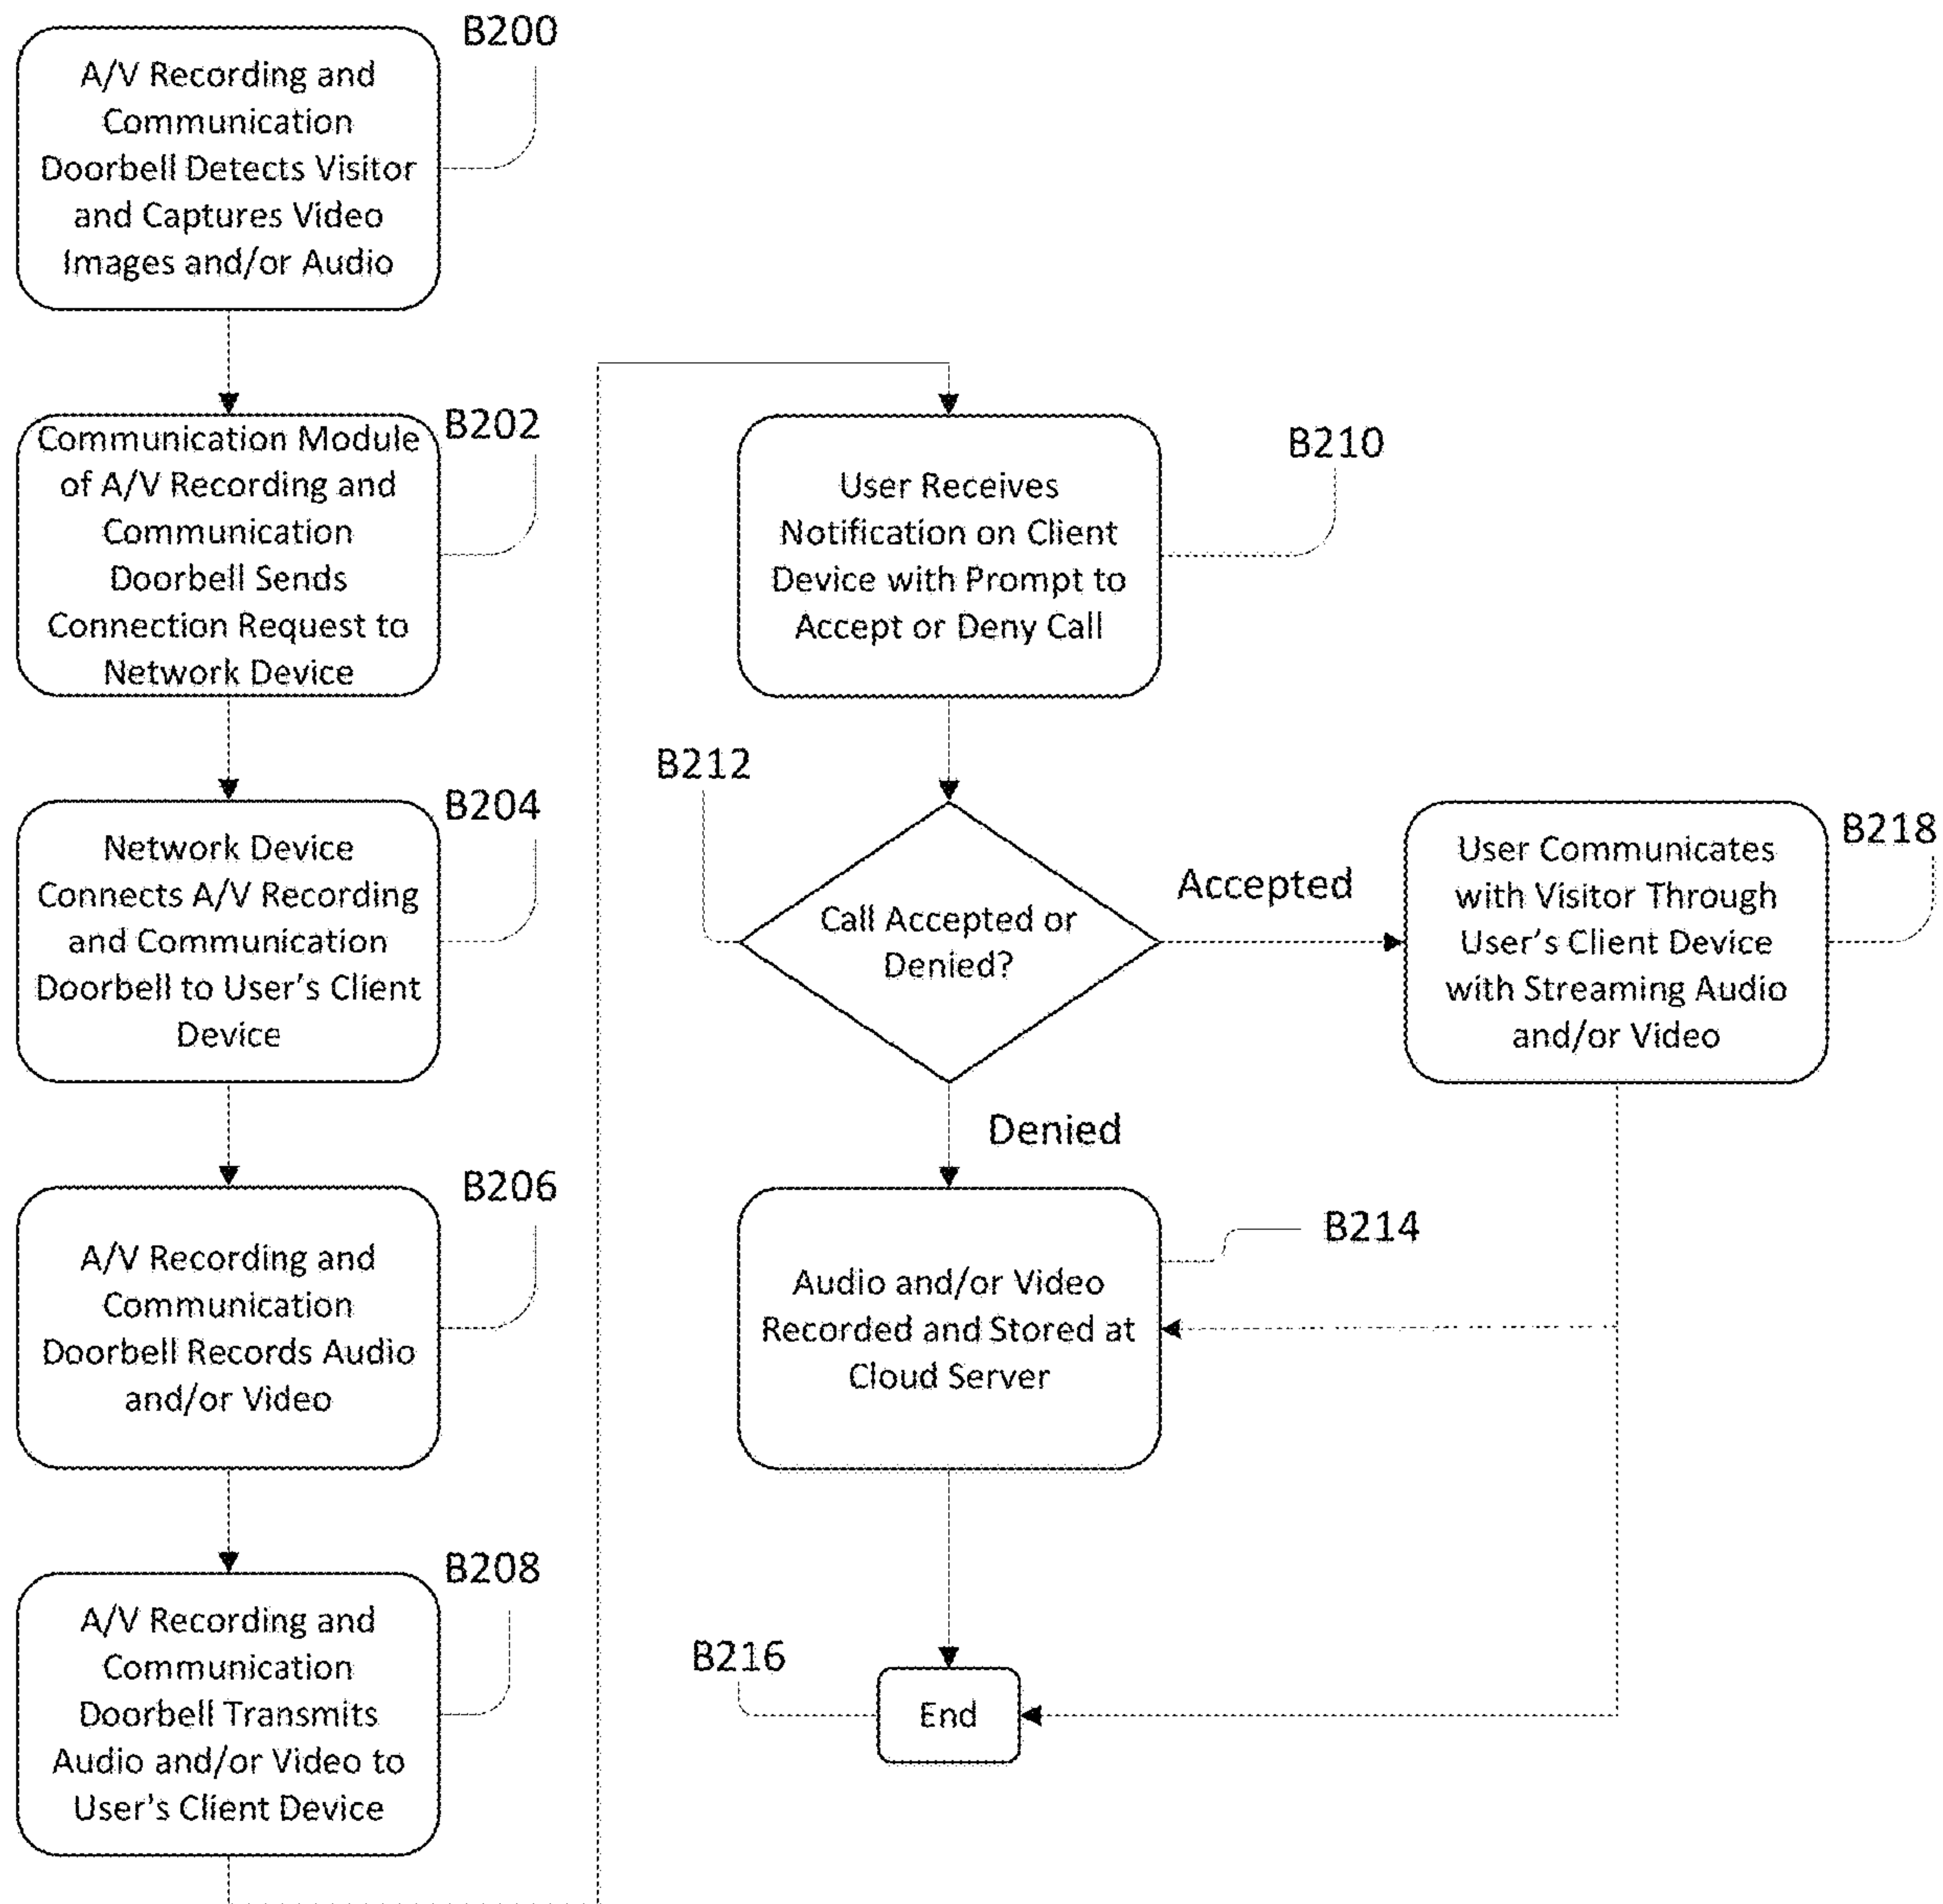 B200
A/V Recording and
Communication
Doorbell Detects Visitor
and Captures Video
Images and/or Audio
B202
Communication Module
of A/V Recording and
Communication
Doorbell Sends
Connection Request to
Network Device
B204
Network Device
Connects A/V Recording
and Communication
Doorbell to User's Client
Device
B206
A/V Recording and
Communication
Doorbell Records Audio
and/or Video
B208
A/V Recording and
Communication
Doorbell Transmits
Audio and/or Video to
User's Client Device
B210
User Receives
Notification on Client
Device with Prompt to
Accept or Deny Call
B212
Call Accepted or
Denied?
Accepted
B218
User Communicates
with Visitor Through
User's Client Device
with Streaming Audio
and/or Video
Denied
B214
Audio and/or Video
Recorded and Stored at
Cloud Server
B216
End